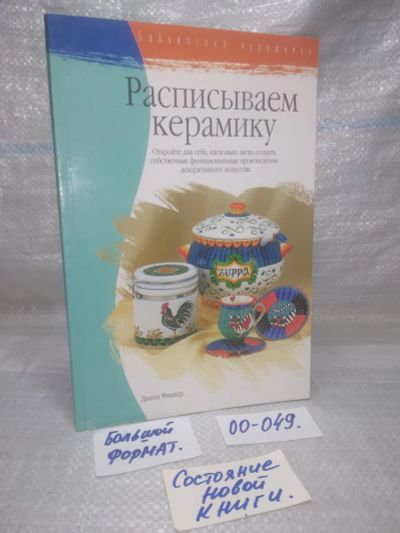 Библиотека художника
Расписываем
керамику
Откройте для себя, насколько легко создать
собственные функциональные произведения
декоративного искусства
ZUPPA
Диана Фишер
Большой
формат.
00-049.
Состояние
новой
книги.